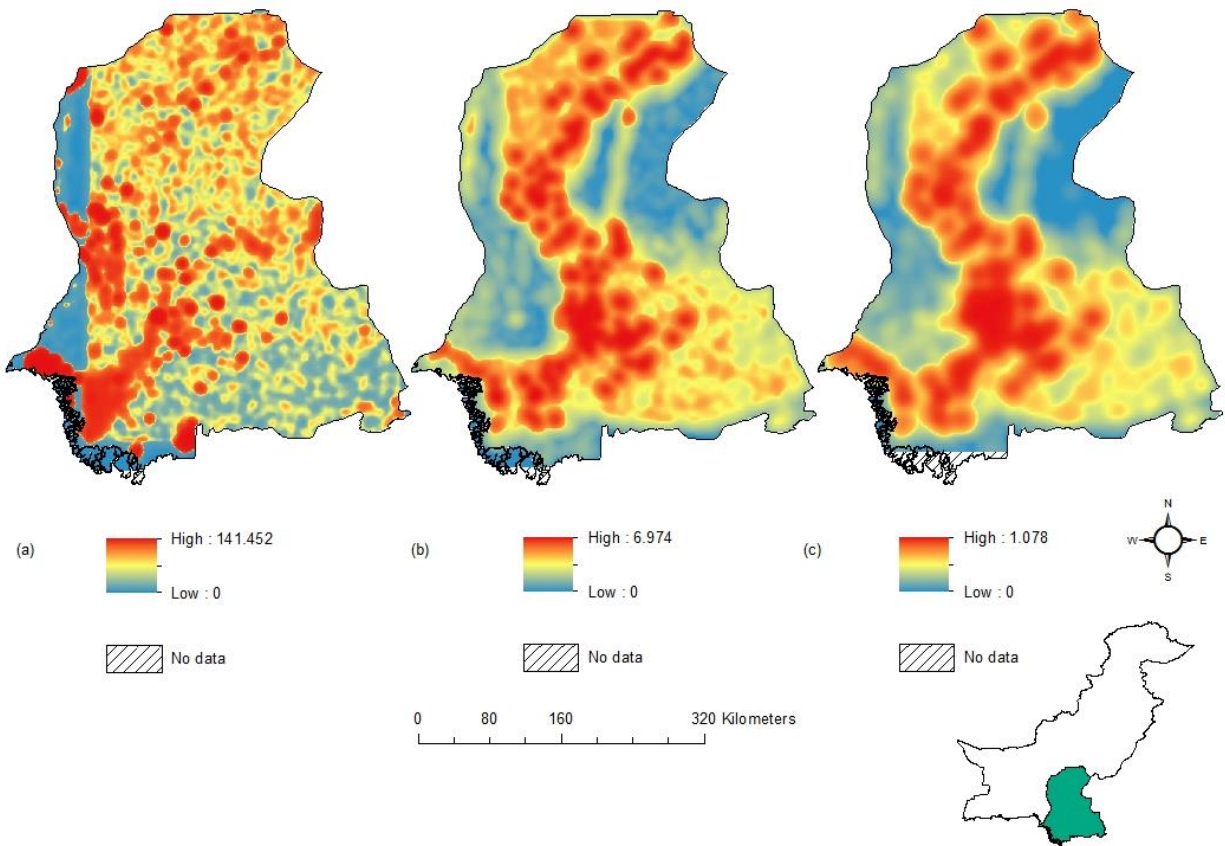 (a)
High : 141.452
Low : 0
No data
(b)
High : 6.974
Low : 0
No data
(c)
High : 1.078
Low : 0
No data
N
W E
S
0 80 160 320 Kilometers